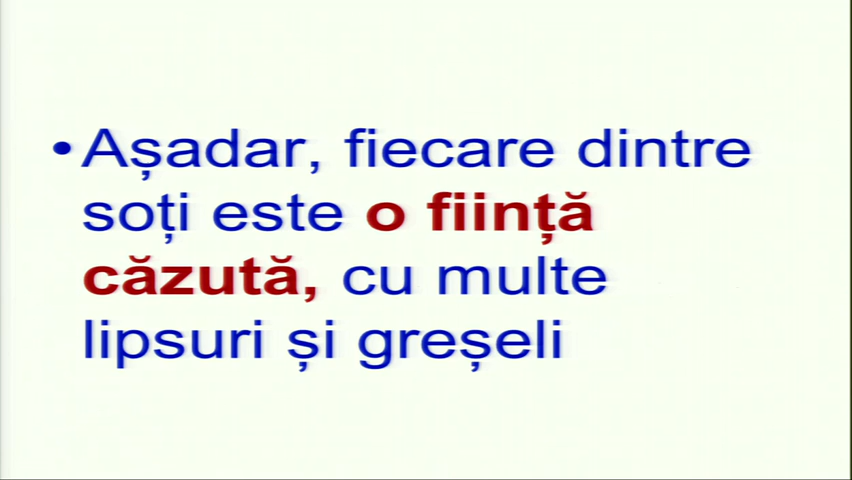 •Așadar, fiecare dintre
soți este o ființă
căzută, cu multe
lipsuri și greșeli